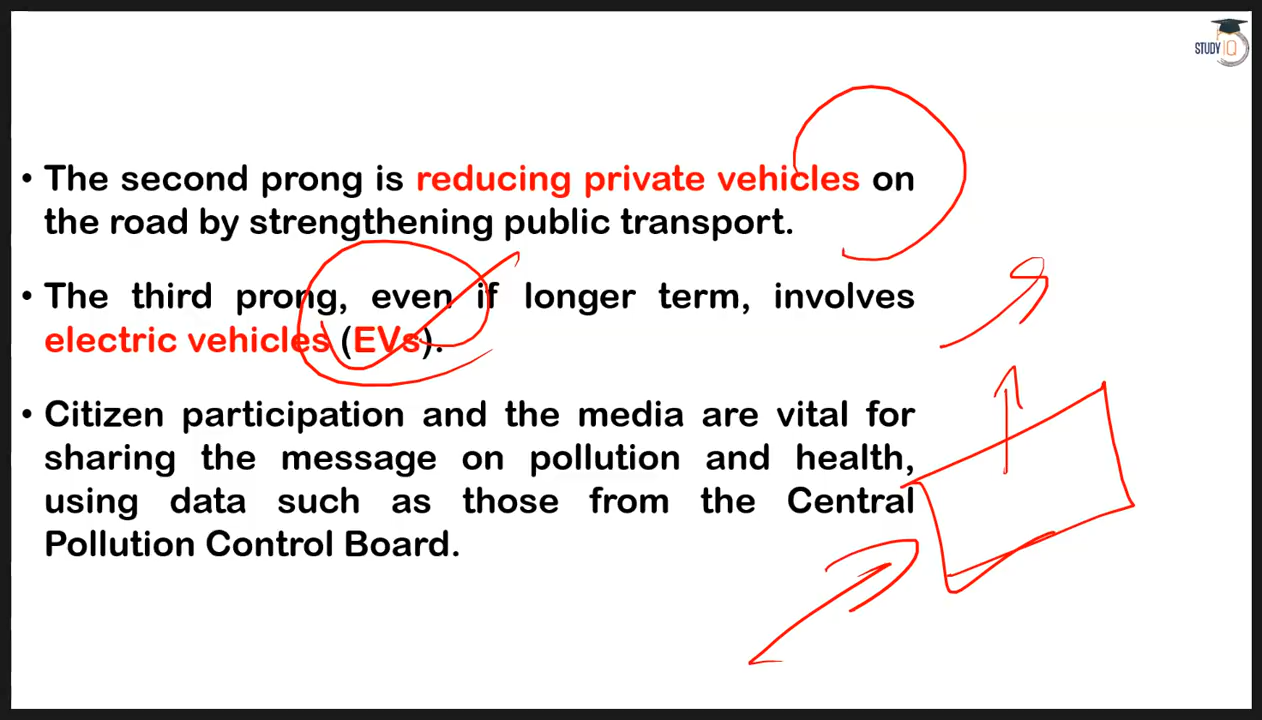 STUDY IQ
• The second prong is reducing private vehicles on
the road by strengthening public transport.
• The third prong, even if longer term, involves
electric vehicles (EVs).
• Citizen participation and the media are vital for
sharing the message on pollution and health,
using data such as those from the Central
Pollution Control Board.